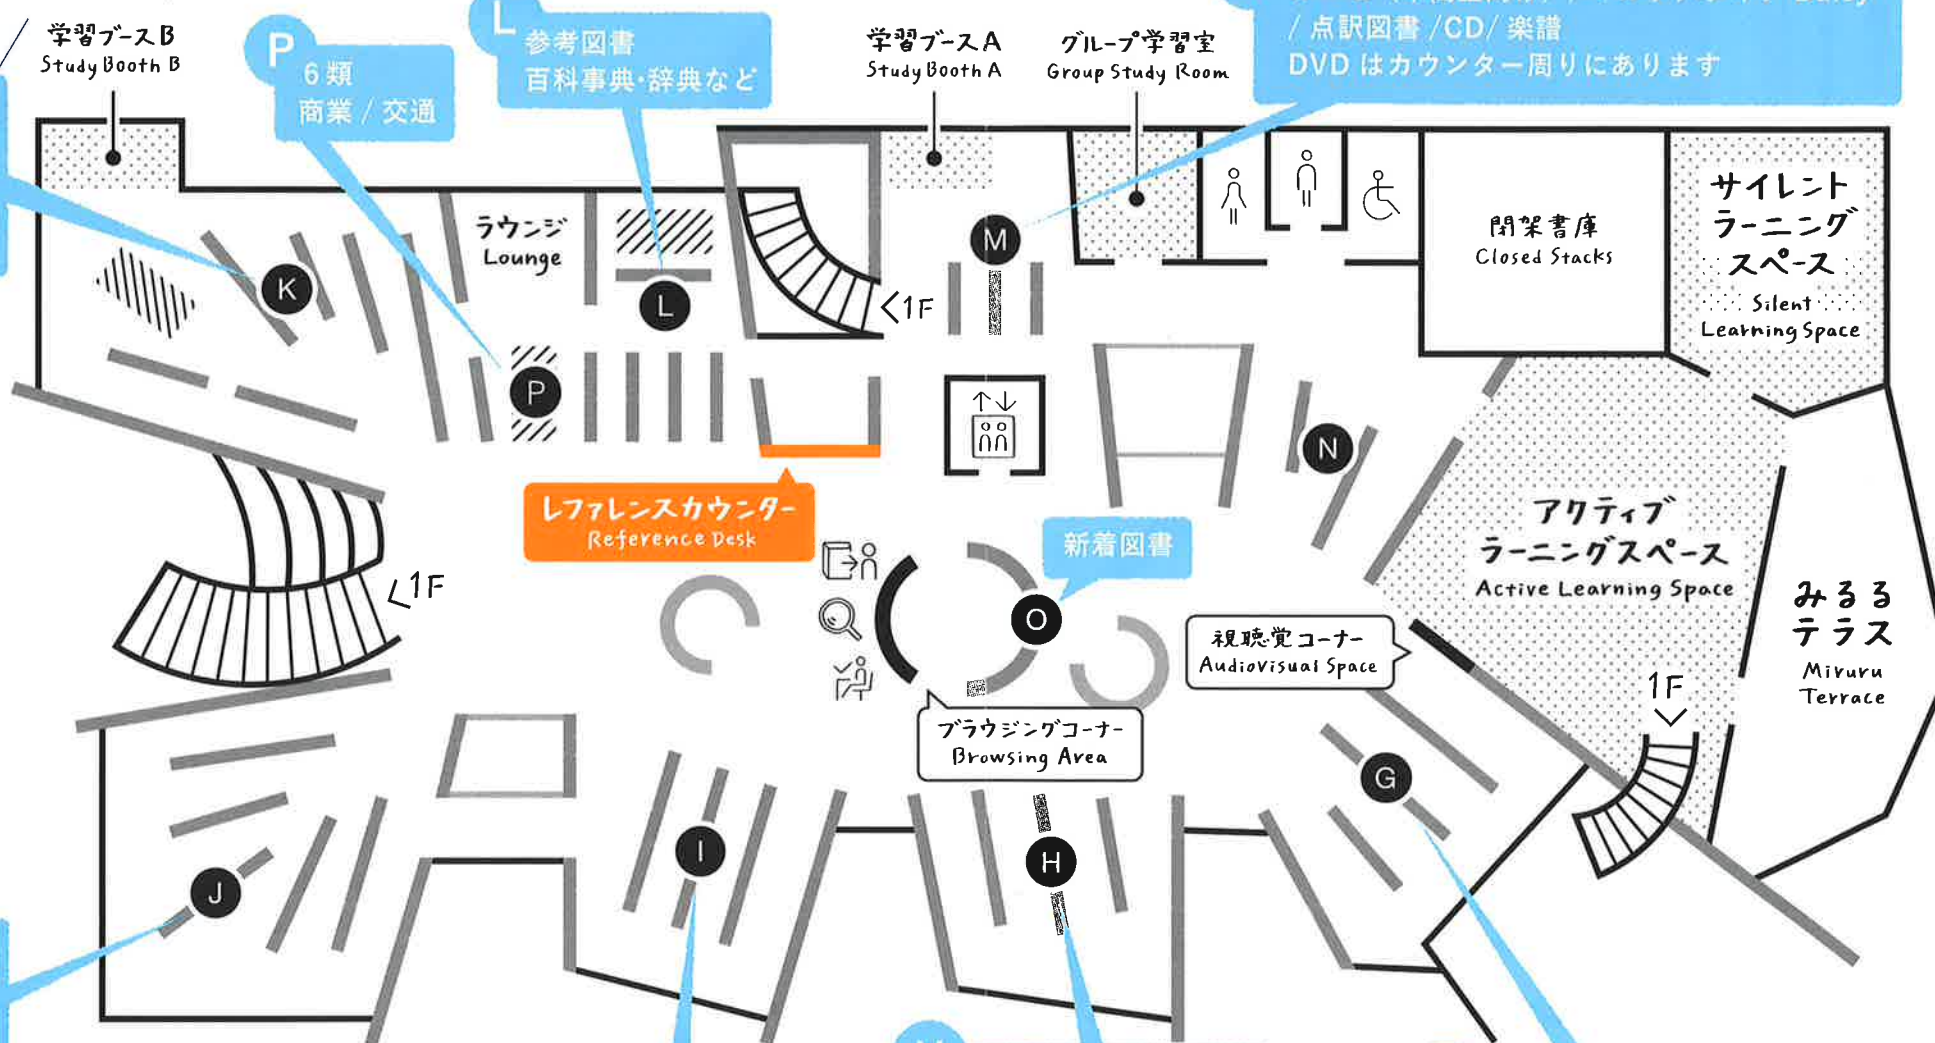 学習ブースB
Study Booth B
P
6類
商業 / 交通
L
参考図書
百科事典・辞典など
学習ブースA
Study Booth A
グループ学習室
Group Study Room
/ 点訳図書 /CD/ 楽譜
DVD はカウンター周りにあります
ラウンジ
Lounge
K
L
P
M
<1F
閉架書庫
Closed Stacks
サイレント
ラーニング
スペース
Silent
Learning Space
N
レファレンスカウンター
Reference Desk
新着図書
O
<1F
アクティブ
ラーニングスペース
Active Learning Space
みるる
テラス
Miruru
Terrace
視聴覚コーナー
Audiovisual Space
1F
ブラウジングコーナー
Browsing Area
G
I
H
J